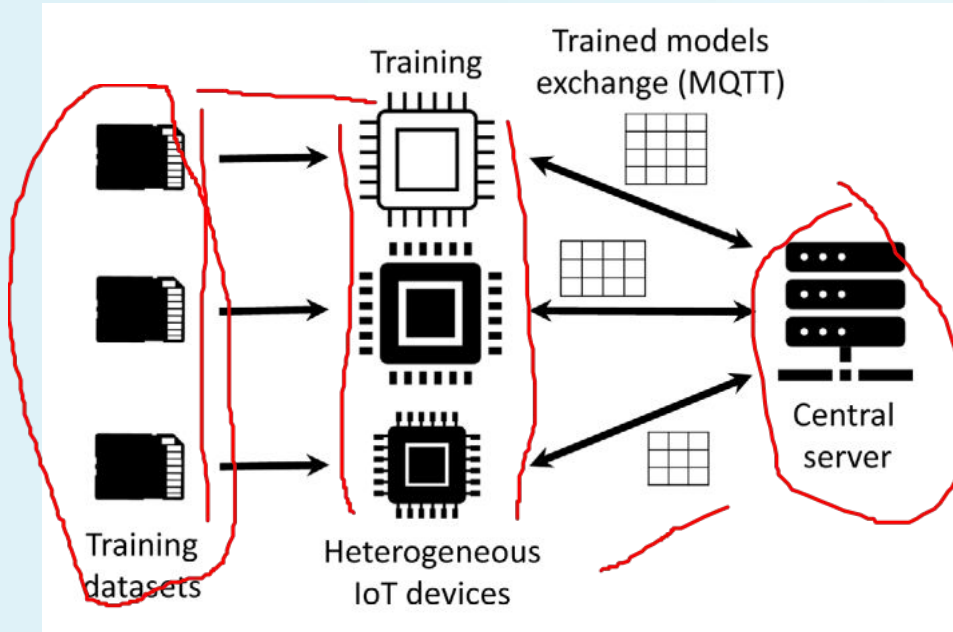 Training
Trained models
exchange (MQTT)
Central
server
Training
datasets
Heterogeneous
IoT devices